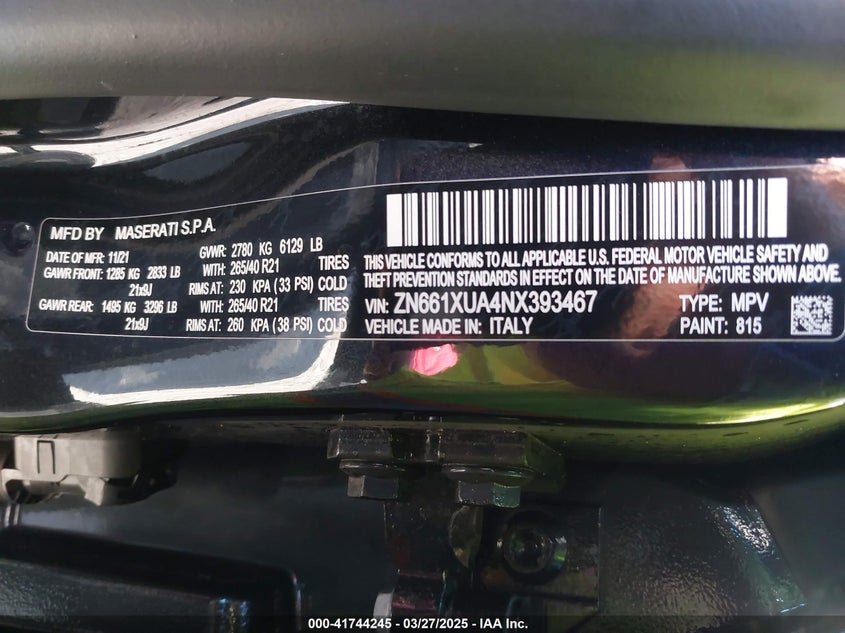 MFD BY MASERATI S.P.A.
DATE OF MFR: 11/21 GVWR: 2780 KG 6129 LB
GAWR FRONT: 1285 KG 2833 LB WITH: 265/40 R21 TIRES
21x9J RIMS AT: 230 KPA (33 PSI) COLD
GAWR REAR: 1495 KG 3296 LB WITH: 265/40 R21 TIRES
21x9J RIMS AT: 260 KPA (38 PSI) COLD
THIS VEHICLE CONFORMS TO ALL APPLICABLE U.S. FEDERAL MOTOR VEHICLE SAFETY AND
THEFT PREVENTION STANDARDS IN EFFECT ON THE DATE OF MANUFACTURE SHOWN ABOVE.
VIN: ZN661XUA4NX393467 TYPE: MPV
VEHICLE MADE IN: ITALY PAINT: 815
000-41744245 - 03/27/2025 - IAA Inc.